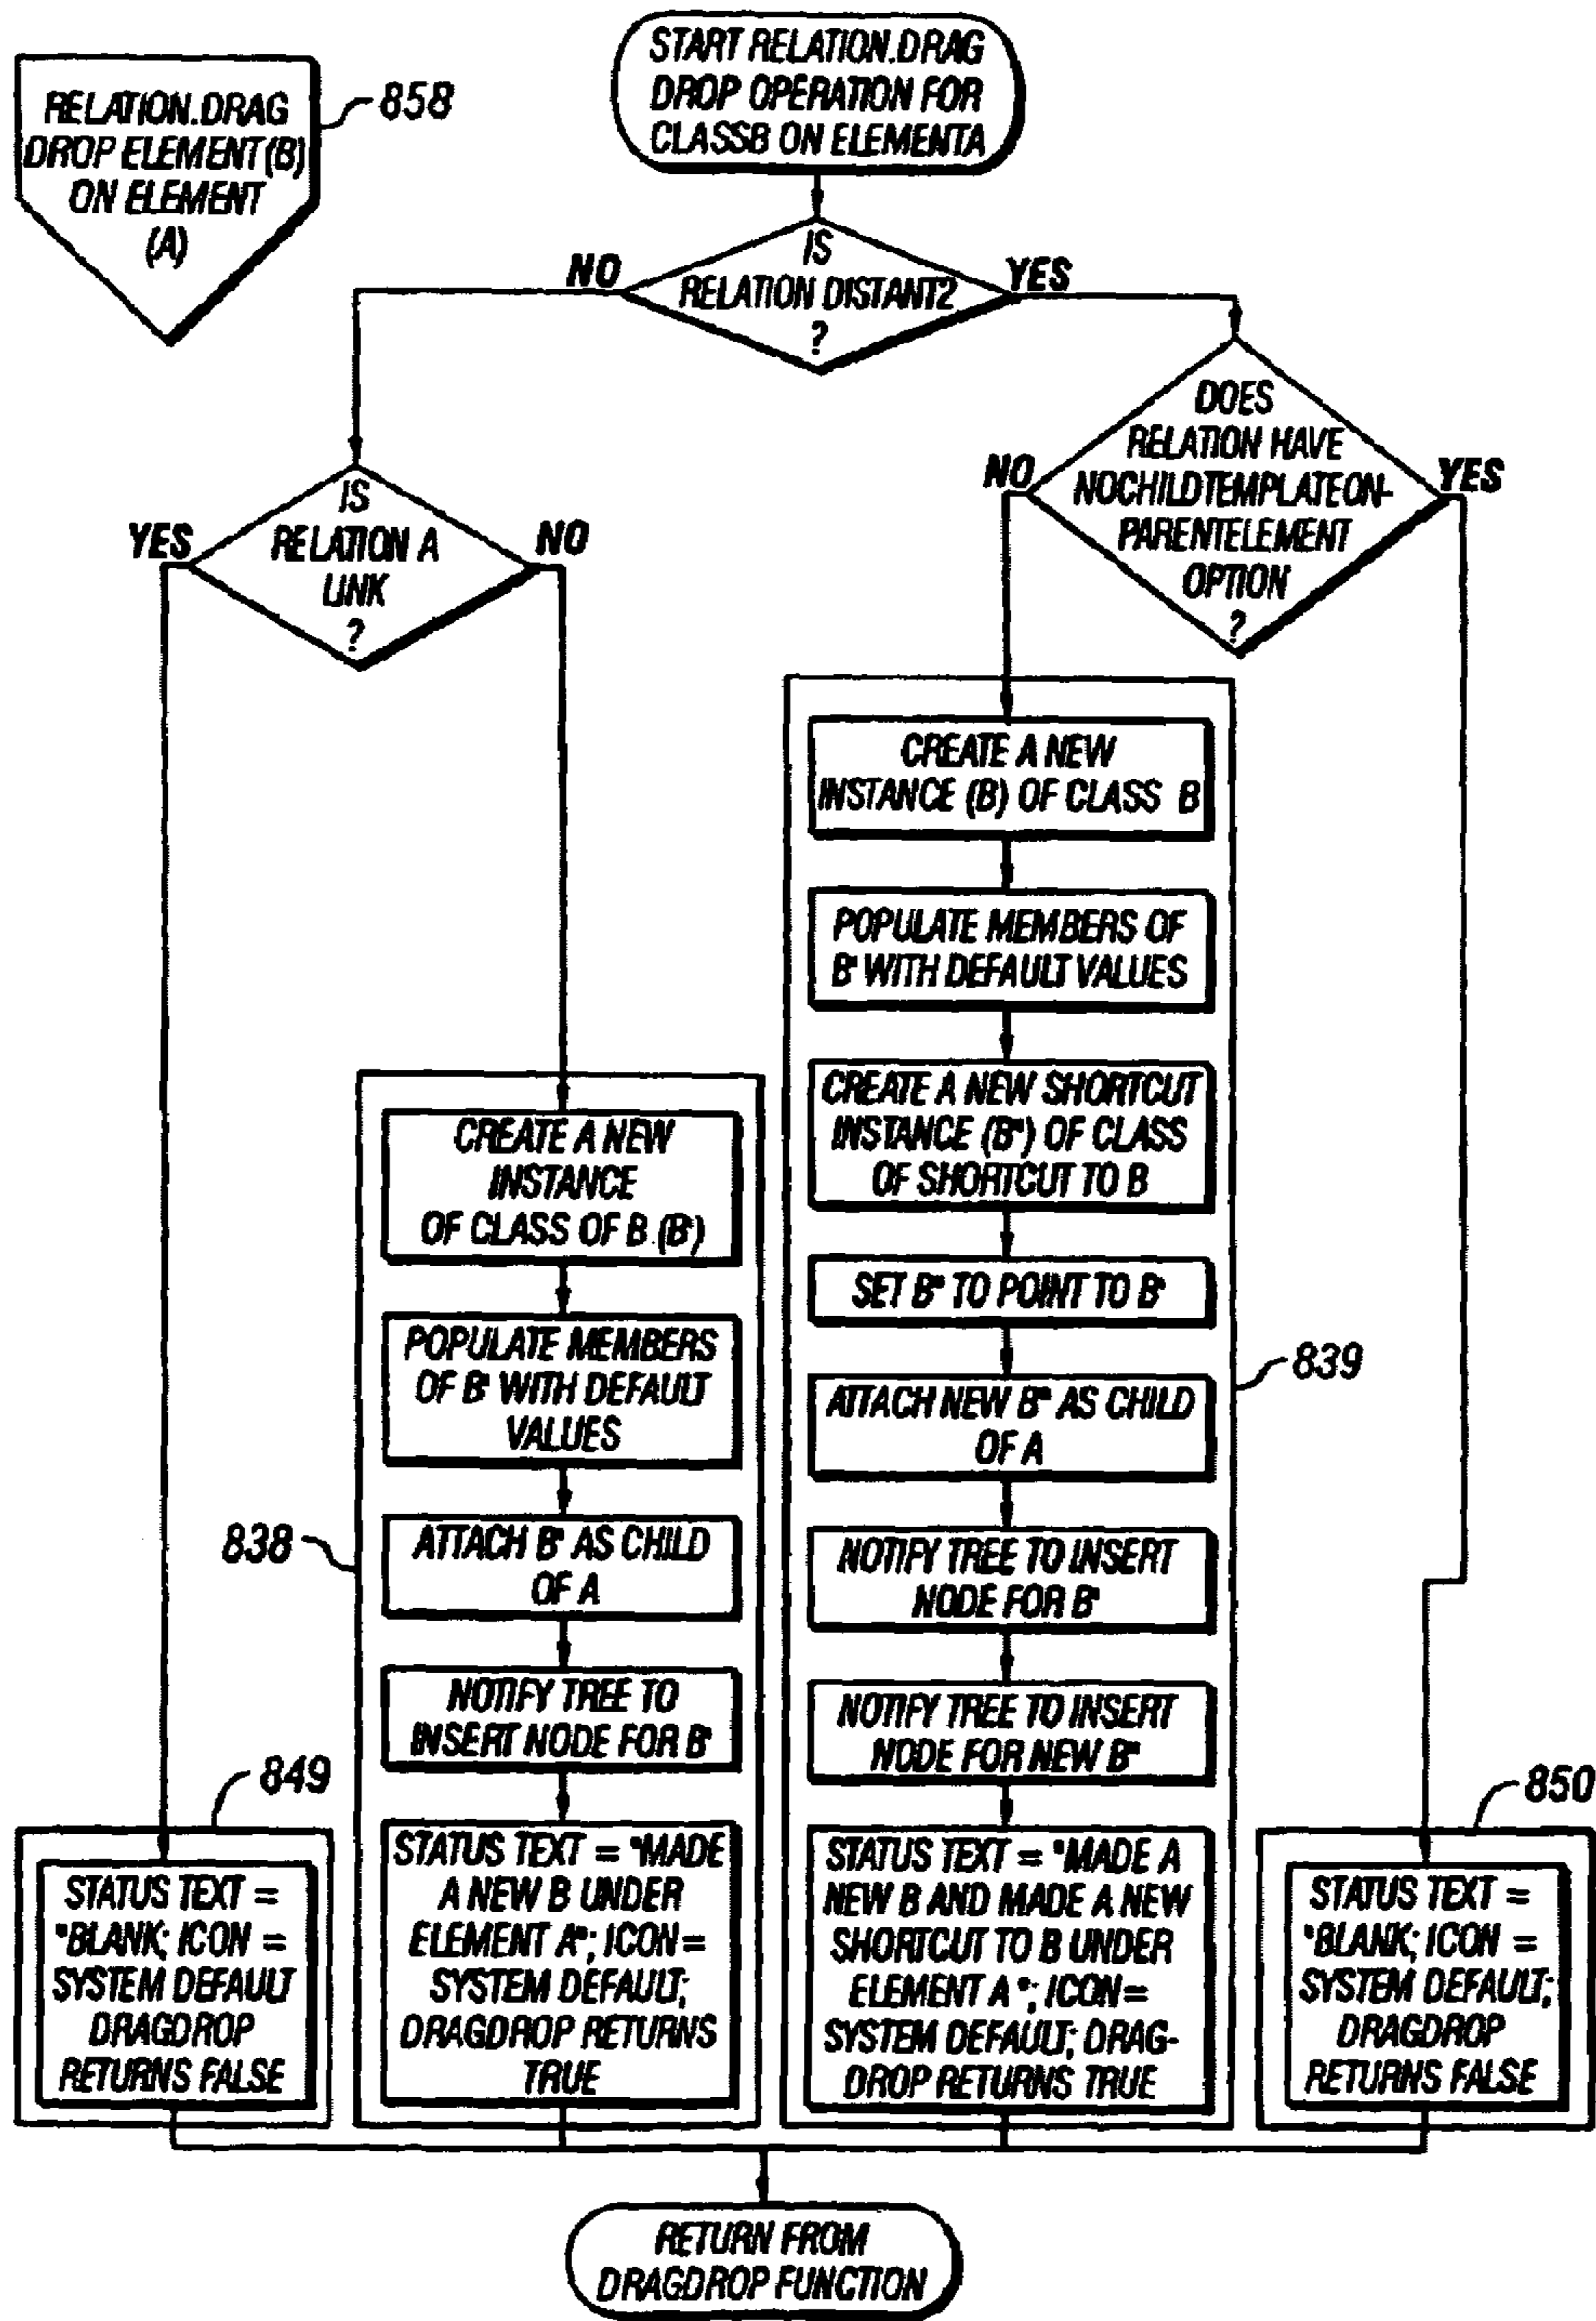 RELATION.DRAG
DROP ELEMENT(B)
ON ELEMENT
(A)
858
START RELATION.DRAG
DROP OPERATION FOR
CLASSB ON ELEMENTA
IS
RELATION DISTANT2
?
NO
YES
IS
RELATION A
LINK
?
YES
NO
DOES
RELATION HAVE
NOCHILDTEMPLATEON-
PARENTELEMENT
OPTION
?
NO
YES
849
STATUS TEXT =
"BLANK; ICON =
SYSTEM DEFAULT
DRAGDROP
RETURNS FALSE
838
CREATE A NEW
INSTANCE
OF CLASS OF B (B')
POPULATE MEMBERS
OF B' WITH DEFAULT
VALUES
ATTACH B' AS CHILD
OF A
NOTIFY TREE TO
INSERT NODE FOR B'
STATUS TEXT = "MADE
A NEW B UNDER
ELEMENT A"; ICON=
SYSTEM DEFAULT;
DRAGDROP RETURNS
TRUE
839
CREATE A NEW
INSTANCE (B) OF CLASS B
POPULATE MEMBERS OF
B' WITH DEFAULT VALUES
CREATE A NEW SHORTCUT
INSTANCE (B") OF CLASS
OF SHORTCUT TO B
SET B" TO POINT TO B'
ATTACH NEW B" AS CHILD
OF A
NOTIFY TREE TO INSERT
NODE FOR B'
NOTIFY TREE TO INSERT
NODE FOR NEW B"
STATUS TEXT = "MADE A
NEW B AND MADE A NEW
SHORTCUT TO B UNDER
ELEMENT A "; ICON=
SYSTEM DEFAULT; DRAG-
DROP RETURNS TRUE
850
STATUS TEXT =
"BLANK; ICON =
SYSTEM DEFAULT;
DRAGDROP
RETURNS FALSE
RETURN FROM
DRAGDROP FUNCTION